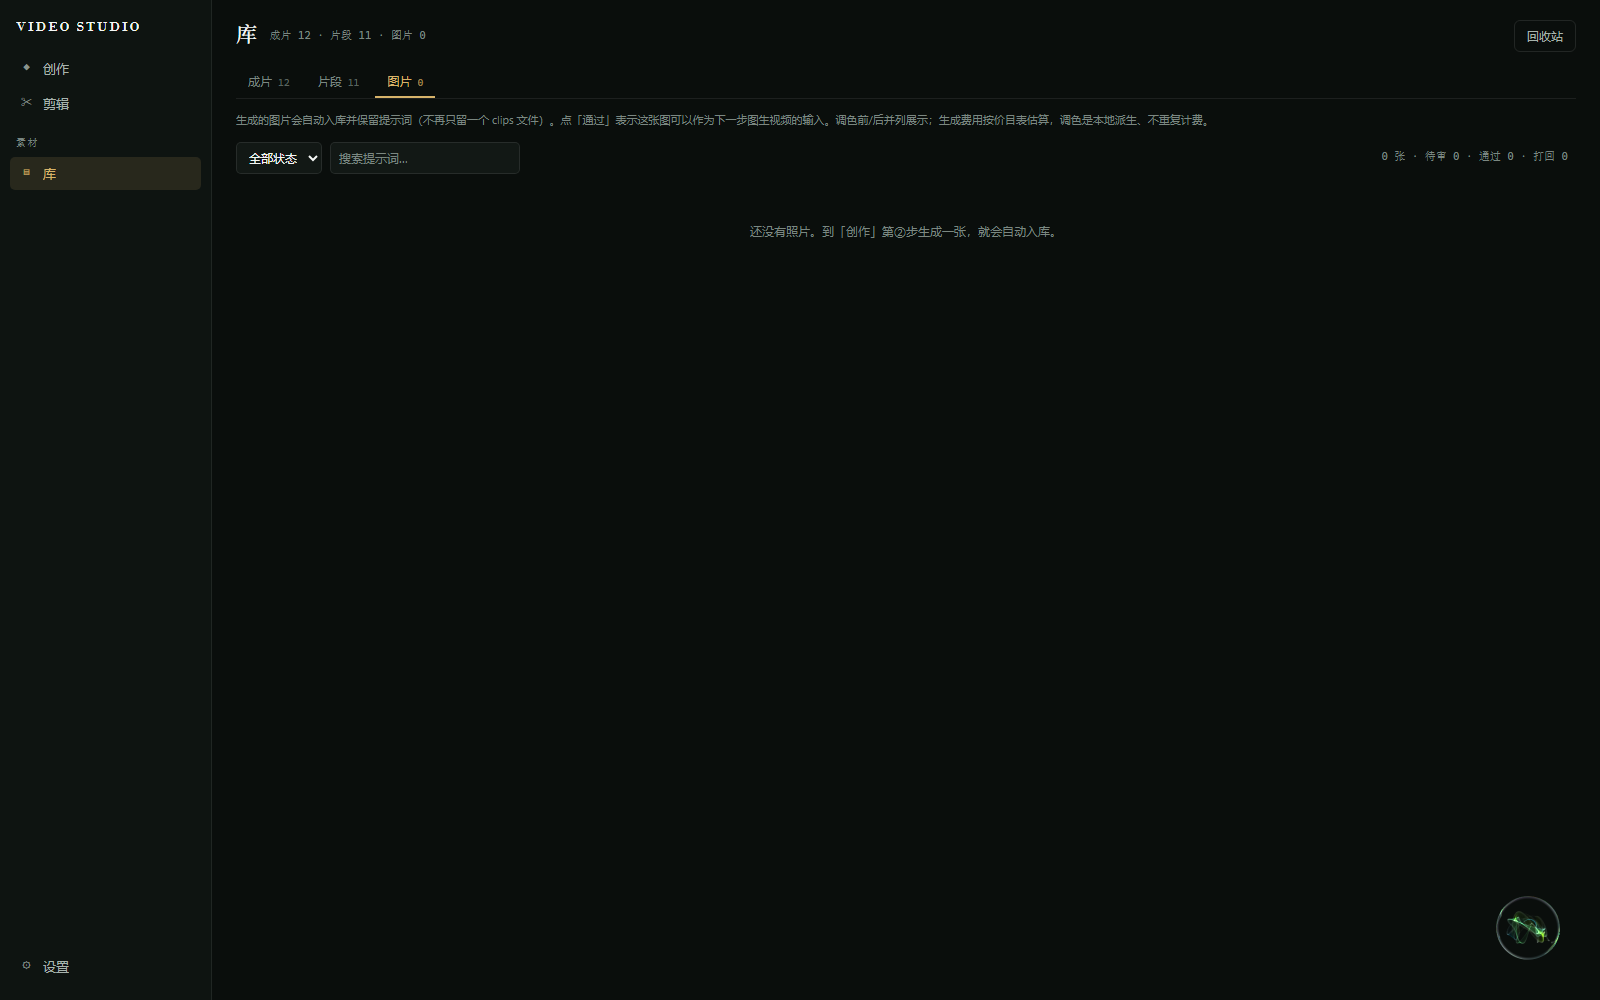 VIDEO STUDIO
创作
剪辑
素材
库
设置
库 成片 12 · 片段 11 · 图片 0
回收站
成片 12 片段 11 图片 0
生成的图片会自动入库并保留提示词（不再只留一个 clips 文件）。点「通过」表示这张图可以作为下一步图生视频的输入。调色前/后并列展示；生成费用按价目表估算，调色是本地派生、不重复计费。
全部状态 搜索提示词...
0 张 · 待审 0 · 通过 0 · 打回 0
还没有照片。到「创作」第②步生成一张，就会自动入库。